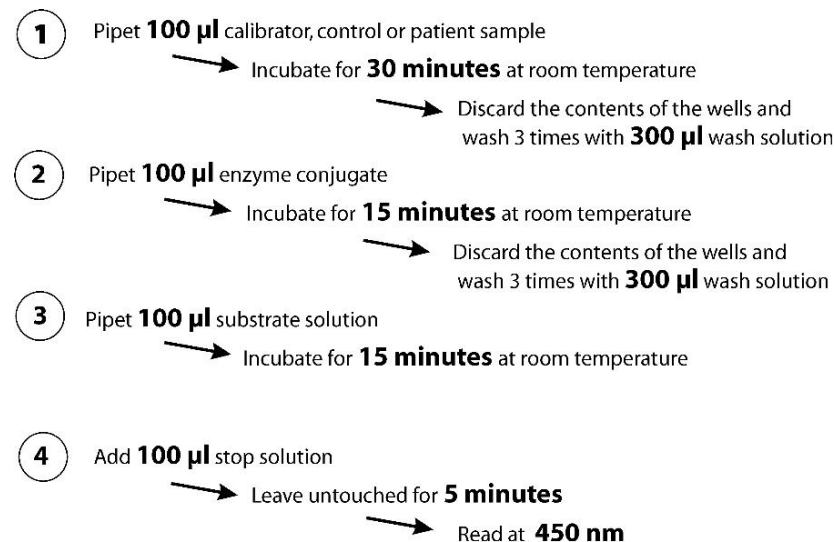 1 Pipet 100 µl calibrator, control or patient sample
Incubate for 30 minutes at room temperature
Discard the contents of the wells and
wash 3 times with 300 µl wash solution
2 Pipet 100 µl enzyme conjugate
Incubate for 15 minutes at room temperature
Discard the contents of the wells and
wash 3 times with 300 µl wash solution
3 Pipet 100 µl substrate solution
Incubate for 15 minutes at room temperature
4 Add 100 µl stop solution
Leave untouched for 5 minutes
Read at 450 nm